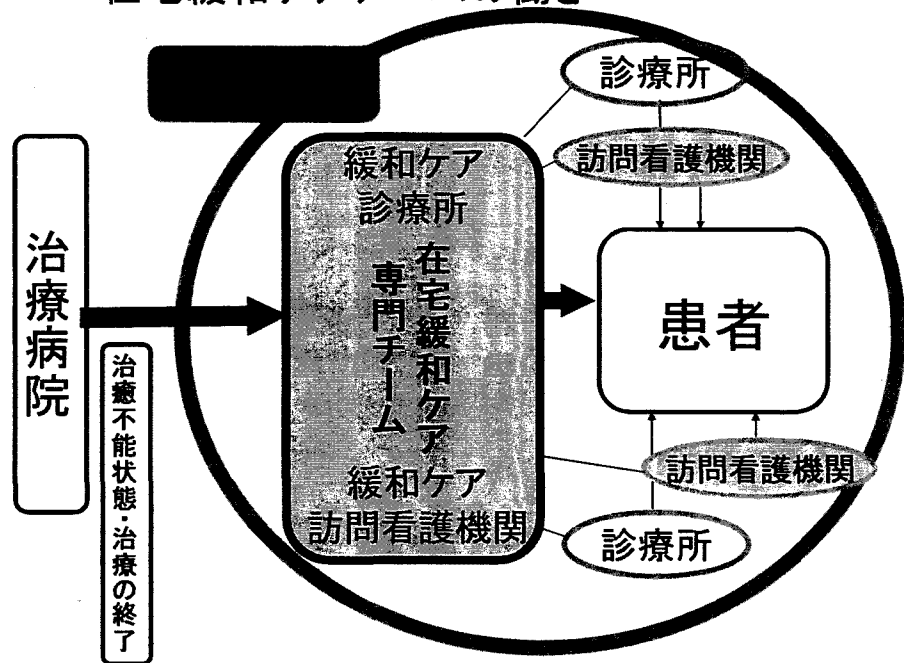 治療病院
治癒不能状態・治療の終了
緩和ケア
診療所
在宅緩和ケア
専門チーム
緩和ケア
訪問看護機関
診療所
訪問看護機関
患者
訪問看護機関
診療所